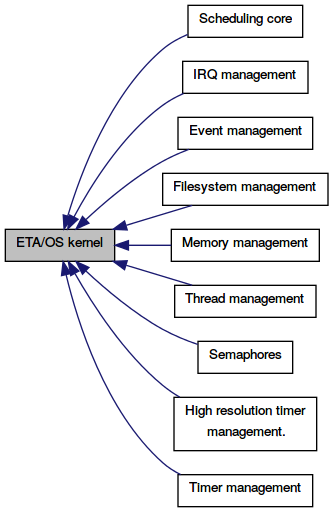 Scheduling core
IRQ management
Event management
Filesystem management
ETA/OS kernel
Memory management
Thread management
Semaphores
High resolution timer
management.
Timer management